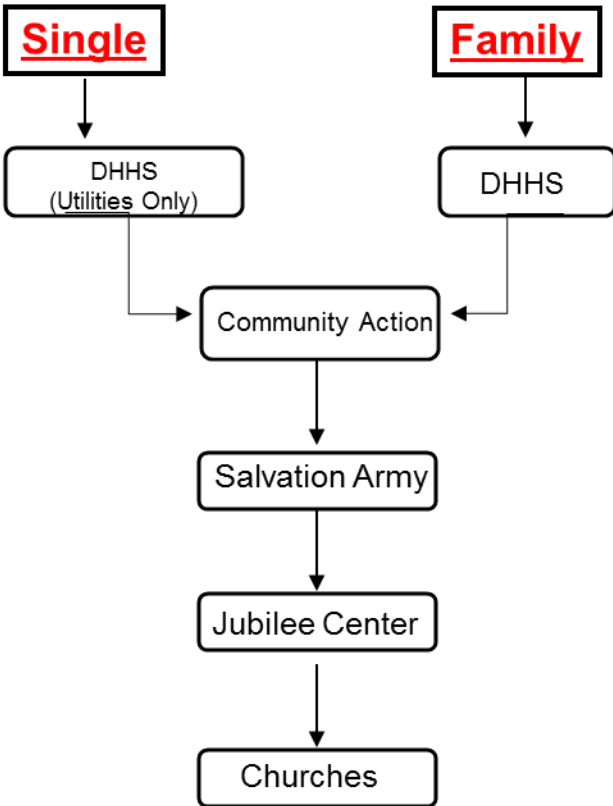 Single
Family
DHHS
(Utilities Only)
DHHS
Community Action
Salvation Army
Jubilee Center
Churches